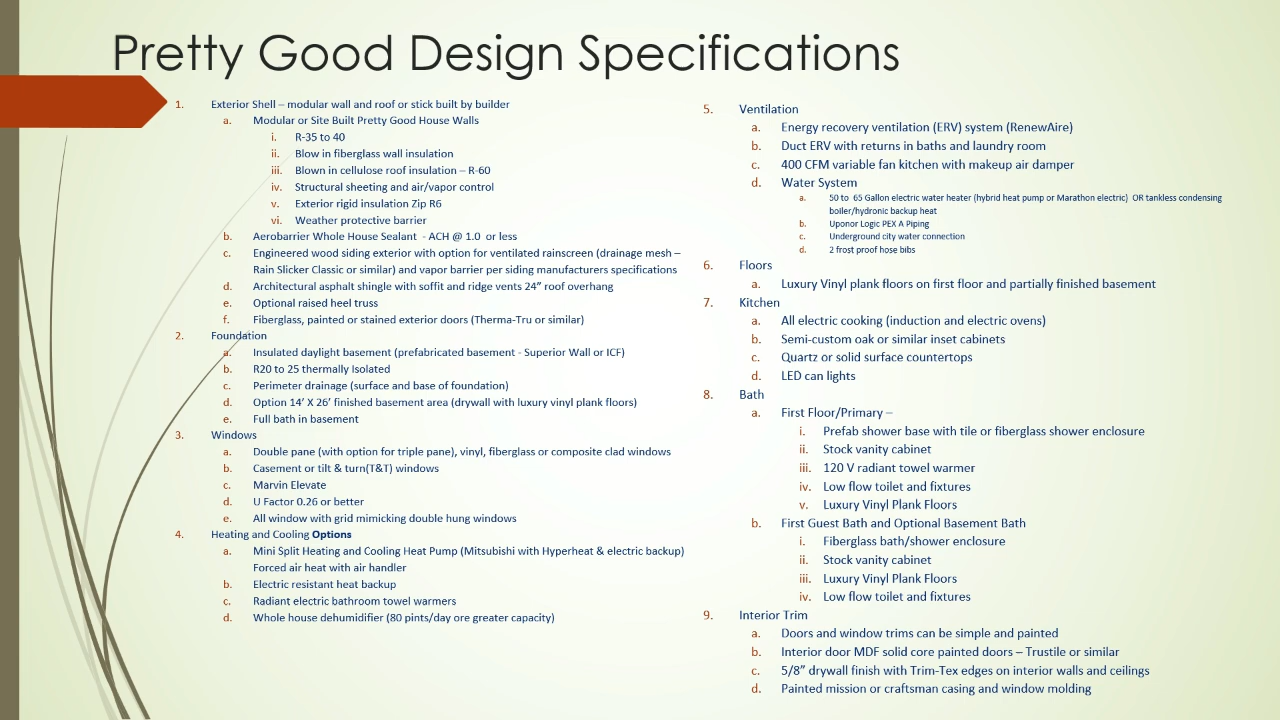 Pretty Good Design Specifications
1. Exterior Shell – modular wall and roof or stick built by builder
a. Modular or Site Built Pretty Good House Walls
i. R-35 to 40
ii. Blow in fiberglass wall insulation
iii. Blown in cellulose roof insulation – R-60
iv. Structural sheeting and air/vapor control
v. Exterior rigid insulation Zip R6
vi. Weather protective barrier
b. Aerobarrier Whole House Sealant - ACH @ 1.0 or less
c. Engineered wood siding exterior with option for ventilated rainscreen (drainage mesh –
Rain Slicker Classic or similar) and vapor barrier per siding manufacturers specifications
d. Architectural asphalt shingle with soffit and ridge vents 24” roof overhang
e. Optional raised heel truss
f. Fiberglass, painted or stained exterior doors (Therma-Tru or similar)
2. Foundation
a. Insulated daylight basement (prefabricated basement - Superior Wall or ICF)
b. R20 to 25 thermally Isolated
c. Perimeter drainage (surface and base of foundation)
d. Option 14’ X 26’ finished basement area (drywall with luxury vinyl plank floors)
e. Full bath in basement
3. Windows
a. Double pane (with option for triple pane), vinyl, fiberglass or composite clad windows
b. Casement or tilt & turn(T&T) windows
c. Marvin Elevate
d. U Factor 0.26 or better
e. All window with grid mimicking double hung windows
4. Heating and Cooling Options
a. Mini Split Heating and Cooling Heat Pump (Mitsubishi with Hyperheat & electric backup)
Forced air heat with air handler
b. Electric resistant heat backup
c. Radiant electric bathroom towel warmers
d. Whole house dehumidifier (80 pints/day ore greater capacity)
5. Ventilation
a. Energy recovery ventilation (ERV) system (RenewAire)
b. Duct ERV with returns in baths and laundry room
c. 400 CFM variable fan kitchen with makeup air damper
d. Water System
a. 50 to 65 Gallon electric water heater (hybrid heat pump or Marathon electric) OR tankless condensing
boiler/hydronic backup heat
b. Uponor Logic PEX A Piping
c. Underground city water connection
d. 2 frost proof hose bibs
6. Floors
a. Luxury Vinyl plank floors on first floor and partially finished basement
7. Kitchen
a. All electric cooking (induction and electric ovens)
b. Semi-custom oak or similar inset cabinets
c. Quartz or solid surface countertops
d. LED can lights
8. Bath
a. First Floor/Primary –
i. Prefab shower base with tile or fiberglass shower enclosure
ii. Stock vanity cabinet
iii. 120 V radiant towel warmer
iv. Low flow toilet and fixtures
v. Luxury Vinyl Plank Floors
b. First Guest Bath and Optional Basement Bath
i. Fiberglass bath/shower enclosure
ii. Stock vanity cabinet
iii. Luxury Vinyl Plank Floors
iv. Low flow toilet and fixtures
9. Interior Trim
a. Doors and window trims can be simple and painted
b. Interior door MDF solid core painted doors – Trustile or similar
c. 5/8” drywall finish with Trim-Tex edges on interior walls and ceilings
d. Painted mission or craftsman casing and window molding